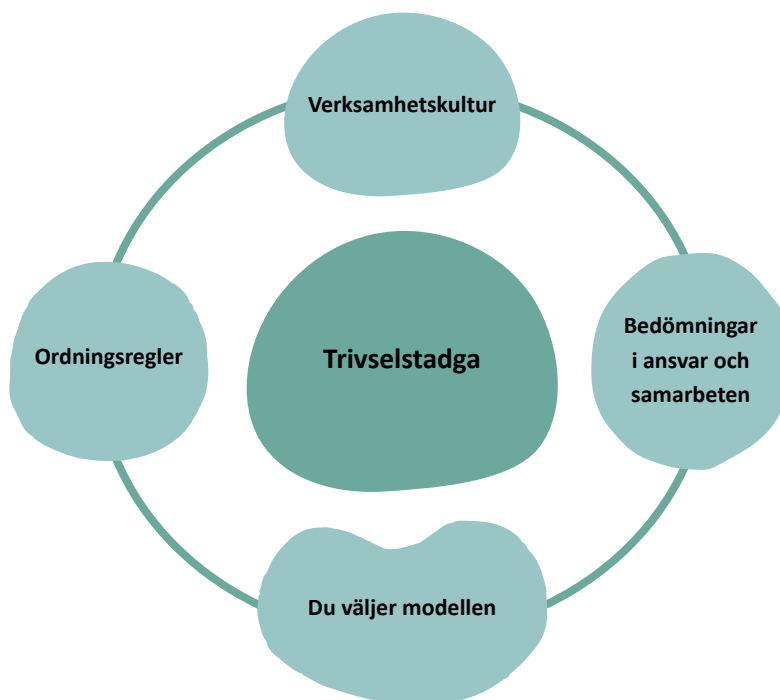 Verksamhetskultur
Ordningsregler
Trivselstadga
Bedömningar
i ansvar och
samarbeten
Du väljer modellen